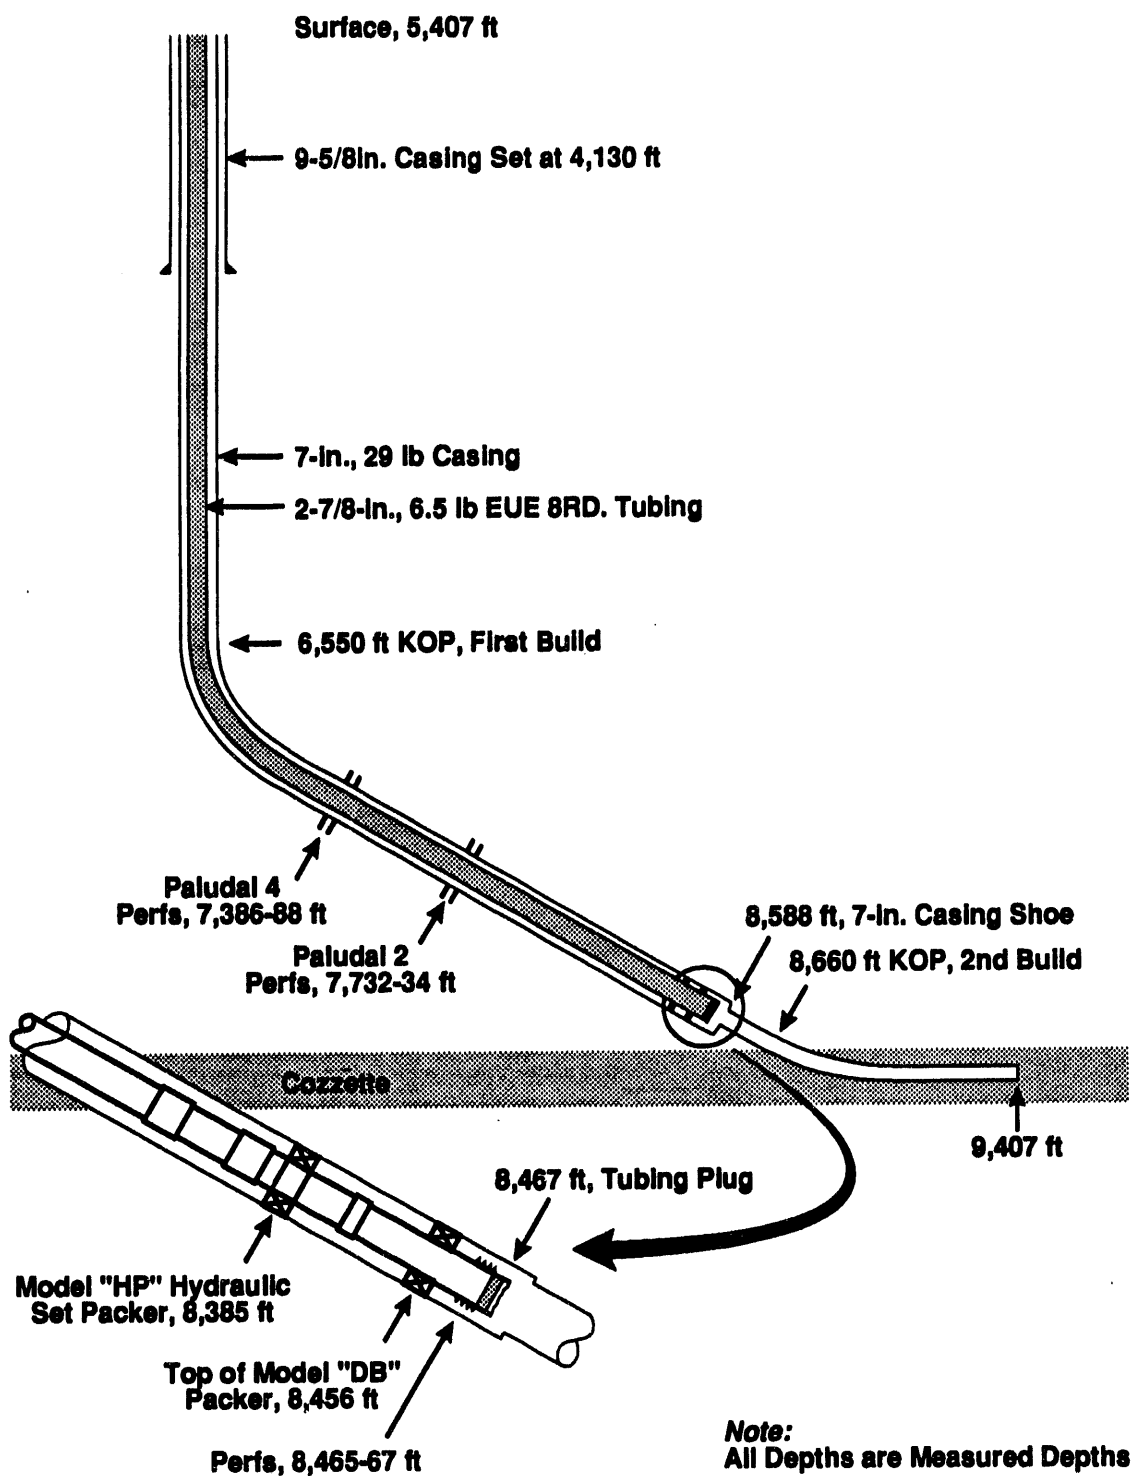 Surface, 5,407 ft
9-5/8in. Casing Set at 4,130 ft
7-in., 29 lb Casing
2-7/8-in., 6.5 lb EUE 8RD. Tubing
6,550 ft KOP, First Build
Paludal 4
Perfs, 7,386-88 ft
Paludal 2
Perfs, 7,732-34 ft
8,588 ft, 7-in. Casing Shoe
8,660 ft KOP, 2nd Build
Cozzette
9,407 ft
8,467 ft, Tubing Plug
Model "HP" Hydraulic
Set Packer, 8,385 ft
Top of Model "DB"
Packer, 8,456 ft
Perfs, 8,465-67 ft
Note:
All Depths are Measured Depths